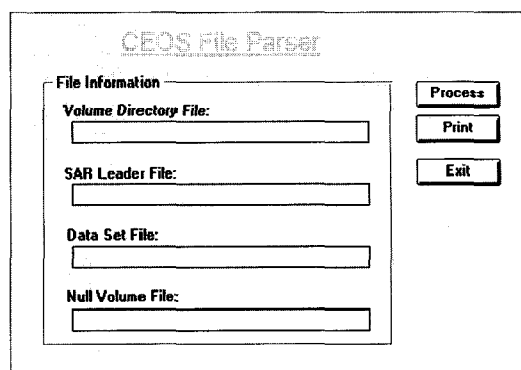 CEOS File Parser
File Information
Volume Directory File:
SAR Leader File:
Data Set File:
Null Volume File:
Process
Print
Exit